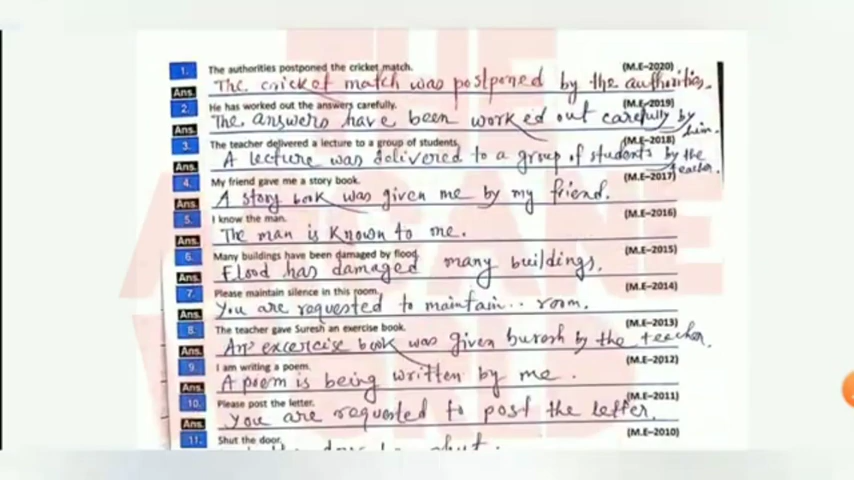 1. The authorities postponed the cricket match. (M.E-2020)
Ans. The cricket match was postponed by the authorities.
2. He has worked out the answers carefully. (M.E-2019)
Ans. The answers have been worked out carefully by him.
3. The teacher delivered a lecture to a group of students. (M.E-2018)
Ans. A lecture was delivered to a group of students by the teacher.
4. My friend gave me a story book. (M.E-2017)
Ans. A story book was given me by my friend.
5. I know the man. (M.E-2016)
Ans. The man is known to me.
6. Many buildings have been damaged by flood. (M.E-2015)
Ans. Flood has damaged many buildings.
7. Please maintain silence in this room. (M.E-2014)
Ans. You are requested to maintain.. room.
8. The teacher gave Suresh an exercise book. (M.E-2013)
Ans. An excercise book was given Suresh by the teacher.
9. I am writing a poem. (M.E-2012)
Ans. A poem is being written by me.
10. Please post the letter. (M.E-2011)
Ans. You are requested to post the letter.
11. Shut the door. (M.E-2010)